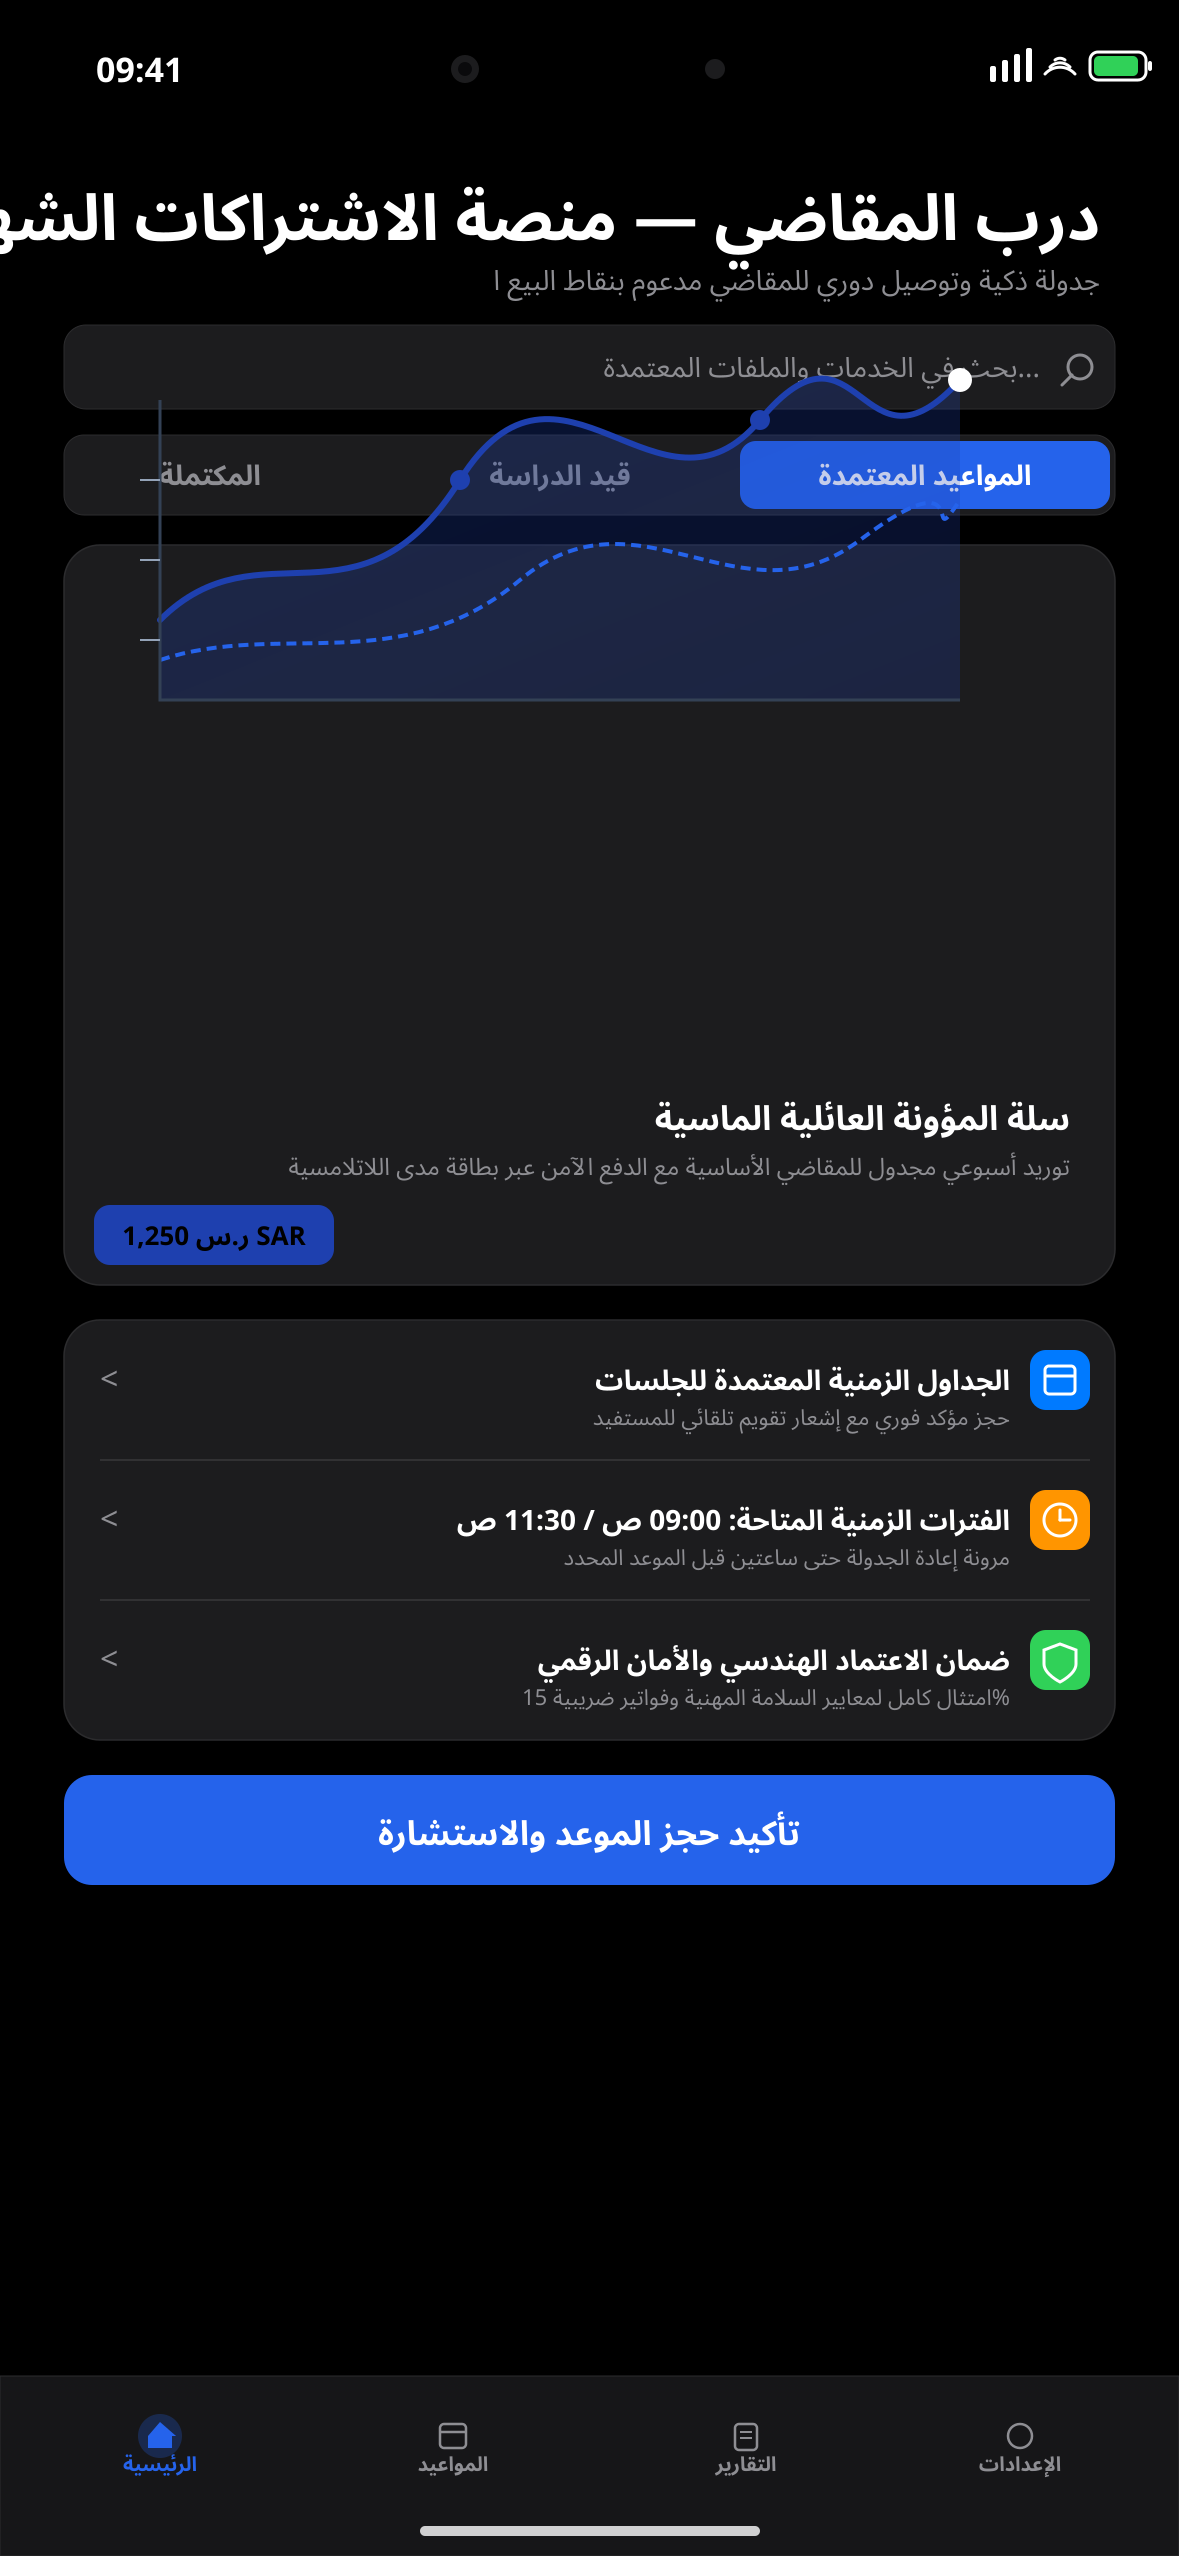 09:41
درب المقاضي — منصة الاشتراكات
جدولة ذكية وتوصيل دوري للمقاضي مدعوم بنقاط البيع ا
بحث في الخدمات والملفات المعتمدة...
المواعيد المعتمدة
قيد الدراسة
المكتملة
سلة المؤونة العائلية الماسية
توريد أسبوعي مجدول للمقاضي الأساسية مع الدفع الآمن عبر بطاقة مدى اللاتلامسية
1,250 ر.س SAR
الجداول الزمنية المعتمدة للجلسات
حجز مؤكد فوري مع إشعار تقويم تلقائي للمستفيد
الفترات الزمنية المتاحة: 09:00 ص / 11:30 ص
مرونة إعادة الجدولة حتى ساعتين قبل الموعد المحدد
ضمان الاعتماد الهندسي والأمان الرقمي
امتثال كامل لمعايير السلامة المهنية وفواتير ضريبية 15%
تأكيد حجز الموعد والاستشارة
الإعدادات
التقارير
المواعيد
الرئيسية